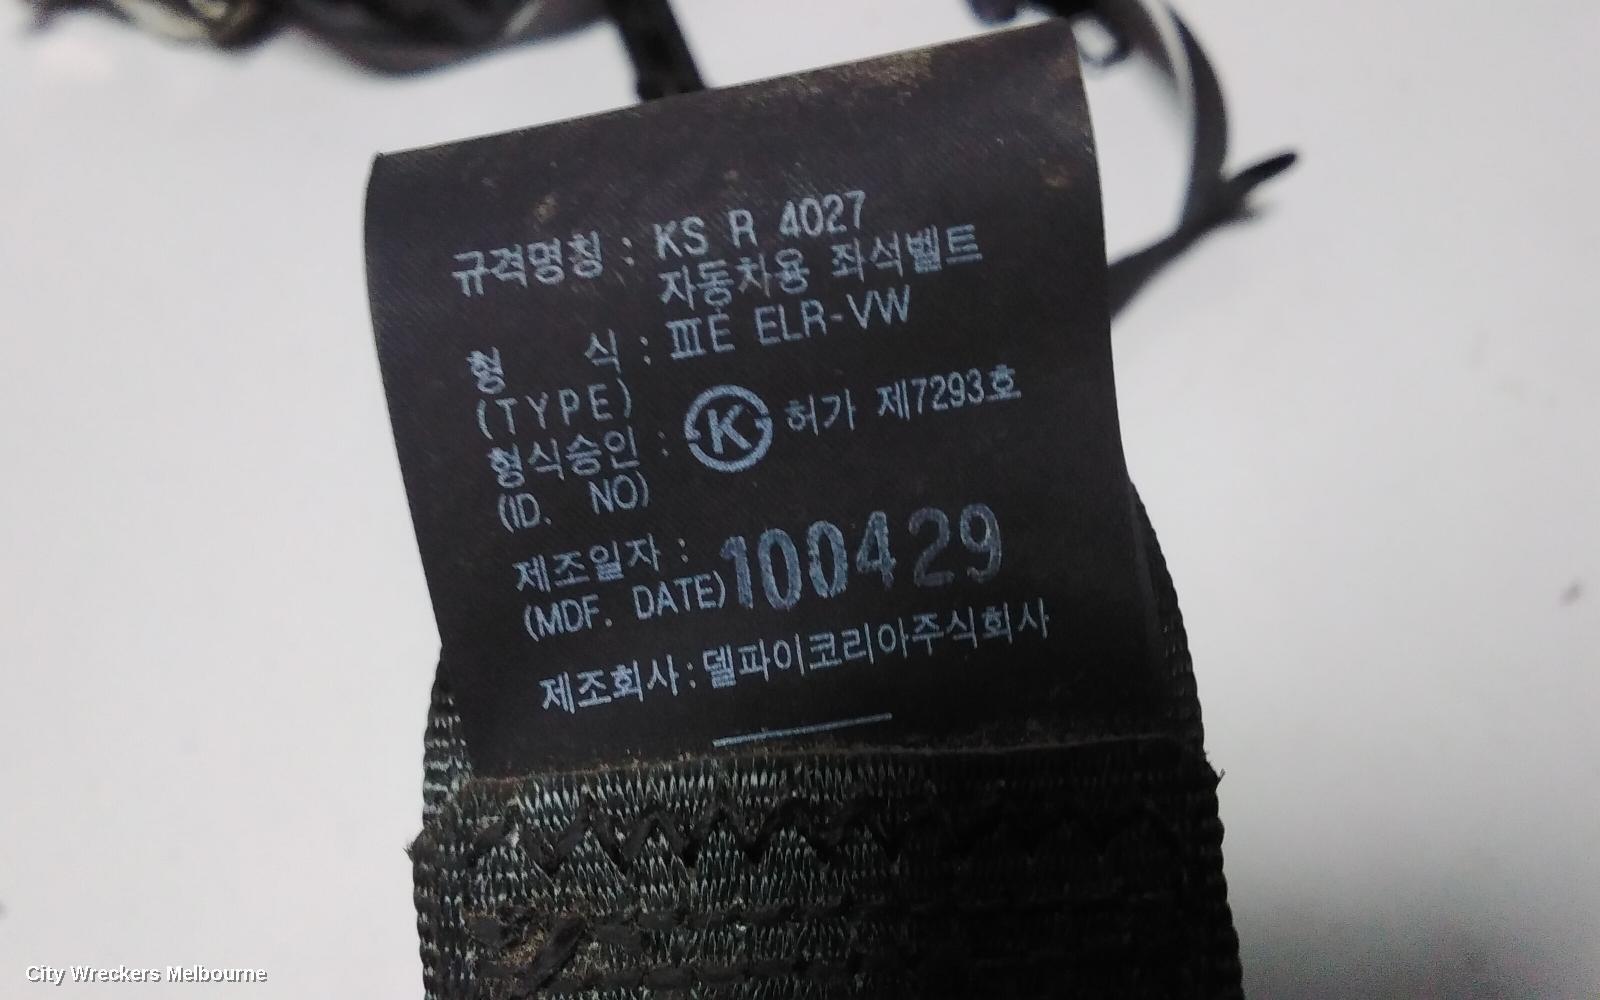 규격명칭 : KS R 4027
자동차용 좌석벨트
형 식 : ⅢE ELR-VW
(TYPE)
형식승인 : K 허가 제7293호
(ID. NO)
제조일자 : 100429
(MDF. DATE)
제조회사 : 델파이코리아주식회사
City Wreckers Melbourne